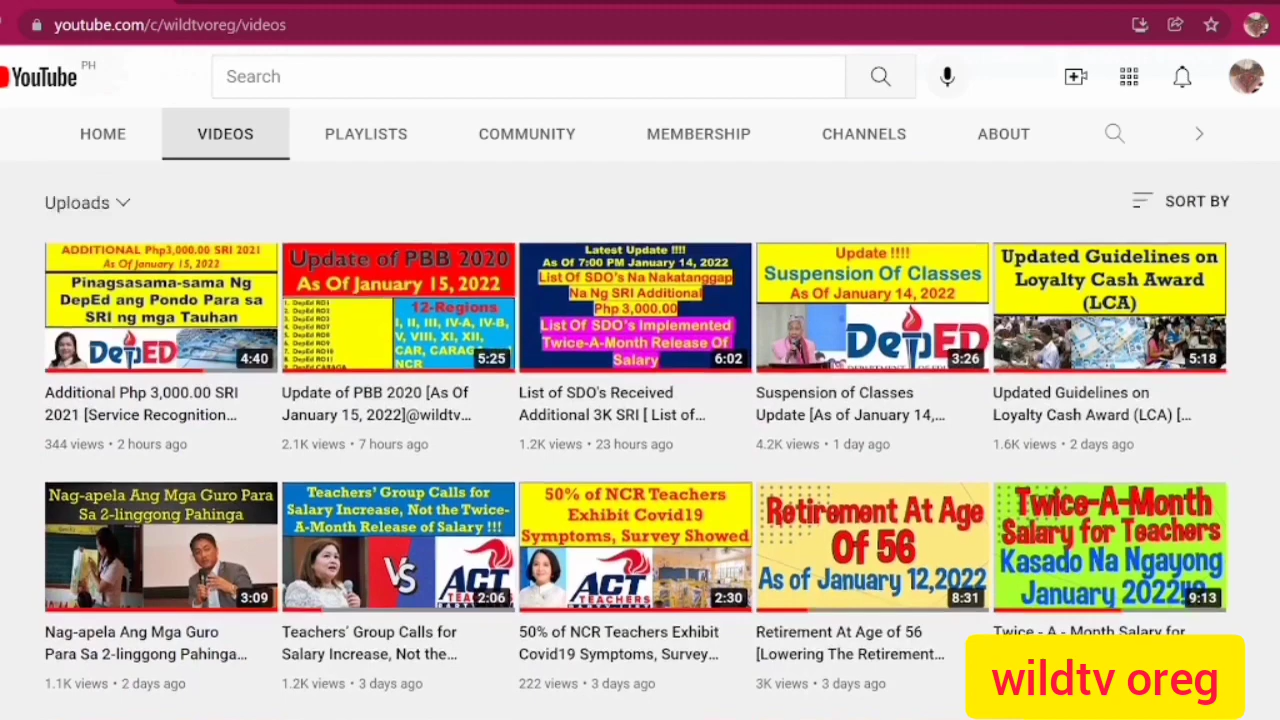 youtube.com/c/wildtvoreg/videos
YouTube PH
Search
HOME
VIDEOS
PLAYLISTS
COMMUNITY
MEMBERSHIP
CHANNELS
ABOUT
Uploads
SORT BY
ADDITIONAL Php3,000.00 SRI 2021
As Of January 15, 2022
Pinagsasama-sama Ng
DepEd ang Pondo Para sa
SRI ng mga Tauhan
DepED
4:40
Additional Php 3,000.00 SRI
2021 [Service Recognition...
344 views • 2 hours ago
Update of PBB 2020
As Of January 15, 2022
1. DepEd RO1
12-Regions
I, II, III, IV-A, IV-B,
V, VIII, XI, XII,
CAR, CARAGA
NCR
5:25
Update of PBB 2020 [As Of
January 15, 2022]@wildtv...
2.1K views • 7 hours ago
Latest Update !!!!
As Of 7:00 PM January 14, 2022
List Of SDO's Na Nakatanggap
Na Ng SRI Additional
Php 3,000.00
List Of SDO's Implemented
Twice-A-Month Release Of
Salary
6:02
List of SDO's Received
Additional 3K SRI [ List of...
1.2K views • 23 hours ago
Update !!!!
Suspension Of Classes
As Of January 14, 2022
DepED
3:26
Suspension of Classes
Update [As of January 14,...
4.2K views • 1 day ago
Updated Guidelines on
Loyalty Cash Award
(LCA)
5:18
Updated Guidelines on
Loyalty Cash Award (LCA) [...
1.6K views • 2 days ago
Nag-apela Ang Mga Guro Para
Sa 2-linggong Pahinga
3:09
Nag-apela Ang Mga Guro
Para Sa 2-linggong Pahinga...
1.1K views • 2 days ago
Teachers' Group Calls for
Salary Increase, Not the Twice-
A-Month Release of Salary !!!
VS
ACT
2:06
Teachers' Group Calls for
Salary Increase, Not the...
1.2K views • 3 days ago
50% of NCR Teachers
Exhibit Covid19
Symptoms, Survey Showed
ACT
TEACHERS
2:30
50% of NCR Teachers Exhibit
Covid19 Symptoms, Survey...
222 views • 3 days ago
Retirement At Age
Of 56
As of January 12,2022
8:31
Retirement At Age of 56
[Lowering The Retirement...
3K views • 3 days ago
Twice-A-Month
Salary for Teachers
Kasado Na Ngayong
January 2022!!
9:13
Twice - A - Month Salary for
wildtv oreg